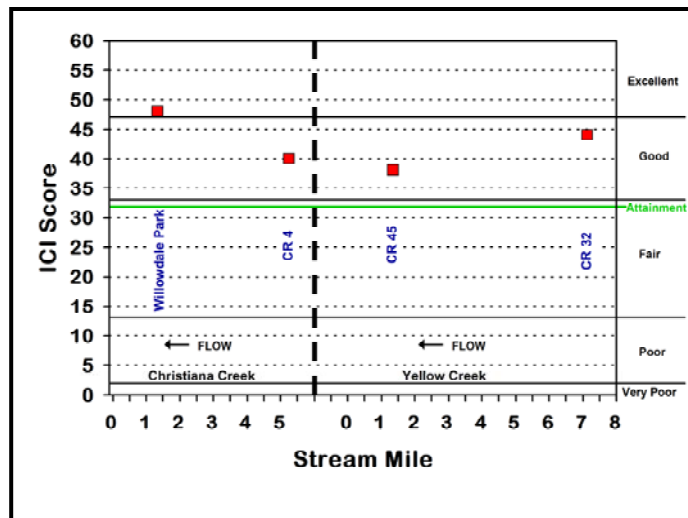 60
55
50
45
40
35
30
25
20
15
10
5
0
ICI Score
Excellent
Good
Attainment
Fair
Poor
Very Poor
Willowdale Park
CR 4
CR 45
CR 32
FLOW
FLOW
Christiana Creek
Yellow Creek
0 1 2 3 4 5 0 1 2 3 4 5 6 7 8
Stream Mile